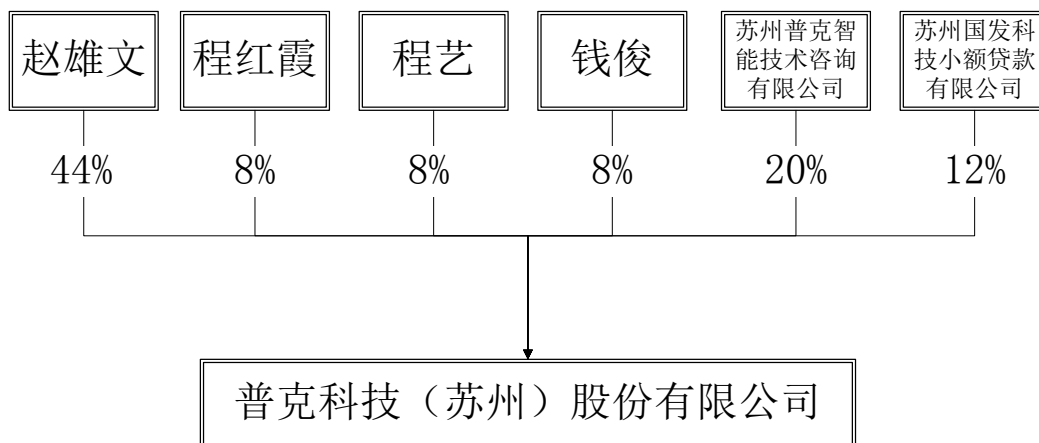 赵雄文
程红霞
程艺
钱俊
苏州普克智
能技术咨询
有限公司
苏州国发科
技小额贷款
有限公司
44%
8%
8%
8%
20%
12%
普克科技（苏州）股份有限公司